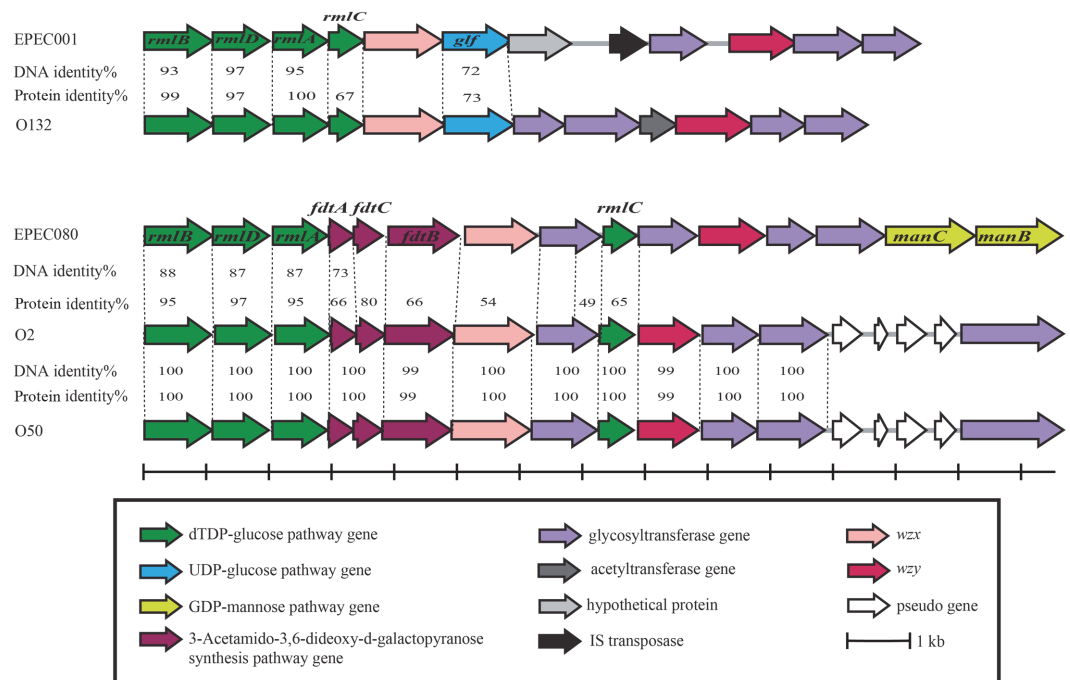 rmlC
EPEC001 rmlB rmlD rmlA glf
DNA identity% 93 97 95 72
Protein identity% 99 97 100 67 73
O132
fdtA fdtC rmlC
EPEC080 rmlB rmlD rmlA fdtB manC manB
DNA identity% 88 87 87 73
Protein identity% 95 97 95 66 80 66 54 49 65
O2
DNA identity% 100 100 100 100 99 100 100 100 99 100 100
Protein identity% 100 100 100 100 99 100 100 100 99 100 100
O50
dTDP-glucose pathway gene
UDP-glucose pathway gene
GDP-mannose pathway gene
3-Acetamido-3,6-dideoxy-d-galactopyranose
synthesis pathway gene
glycosyltransferase gene
acetyltransferase gene
hypothetical protein
IS transposase
wzx
wzy
pseudo gene
1 kb